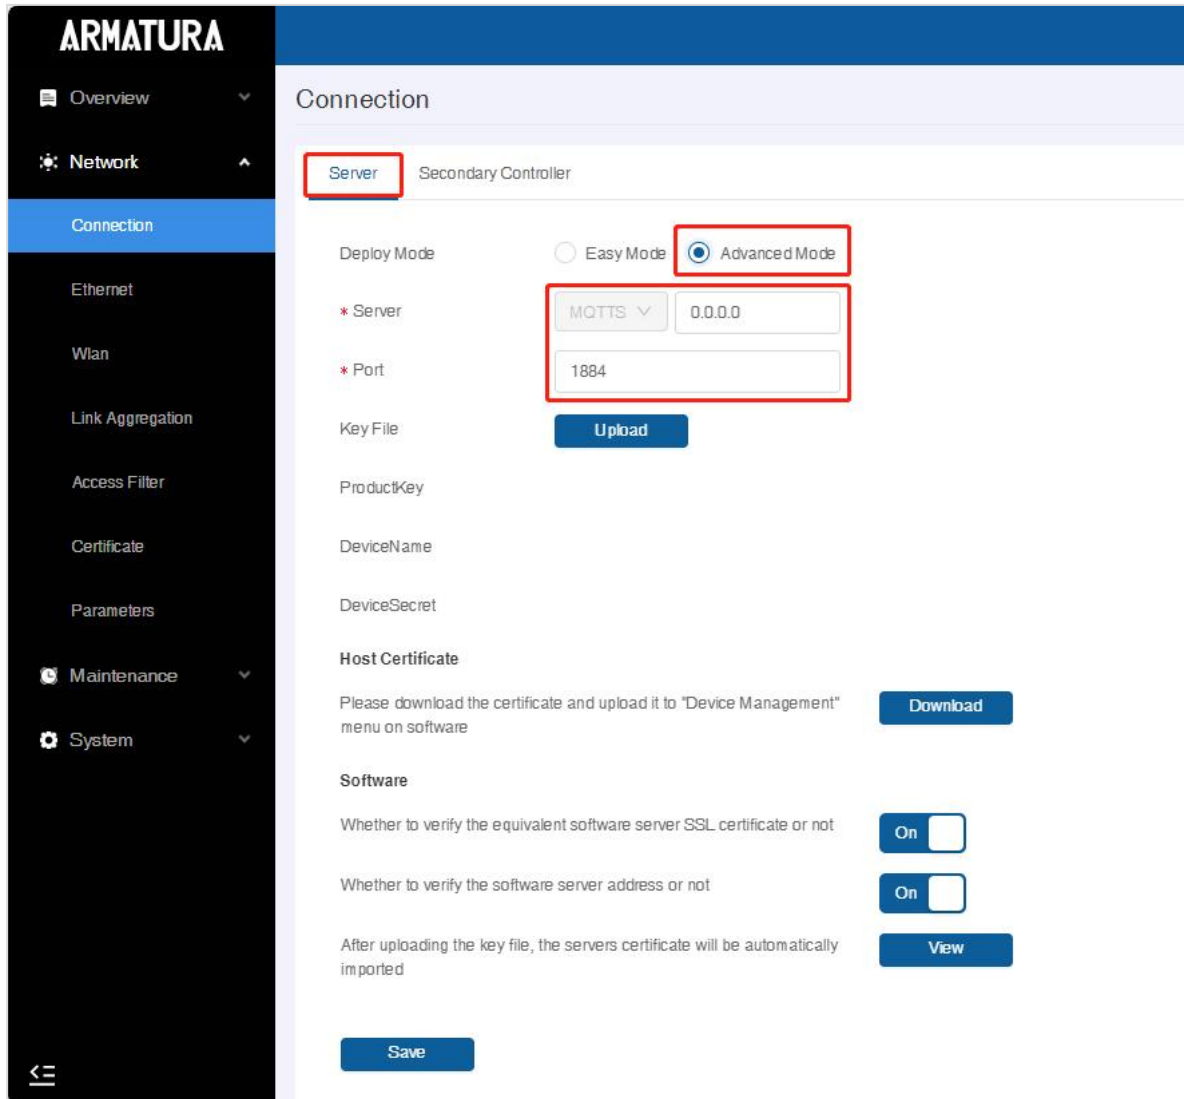 ARMATURA
Overview
Network
Connection
Ethernet
Wlan
Link Aggregation
Access Filter
Certificate
Parameters
Maintenance
System
Connection
Server
Secondary Controller
Deploy Mode
Easy Mode
Advanced Mode
* Server
MQTTS
0.0.0.0
* Port
1884
Key File
Upload
ProductKey
DeviceName
DeviceSecret
Host Certificate
Please download the certificate and upload it to "Device Management"
menu on software
Download
Software
Whether to verify the equivalent software server SSL certificate or not
On
Whether to verify the software server address or not
On
After uploading the key file, the servers certificate will be automatically
imported
View
Save